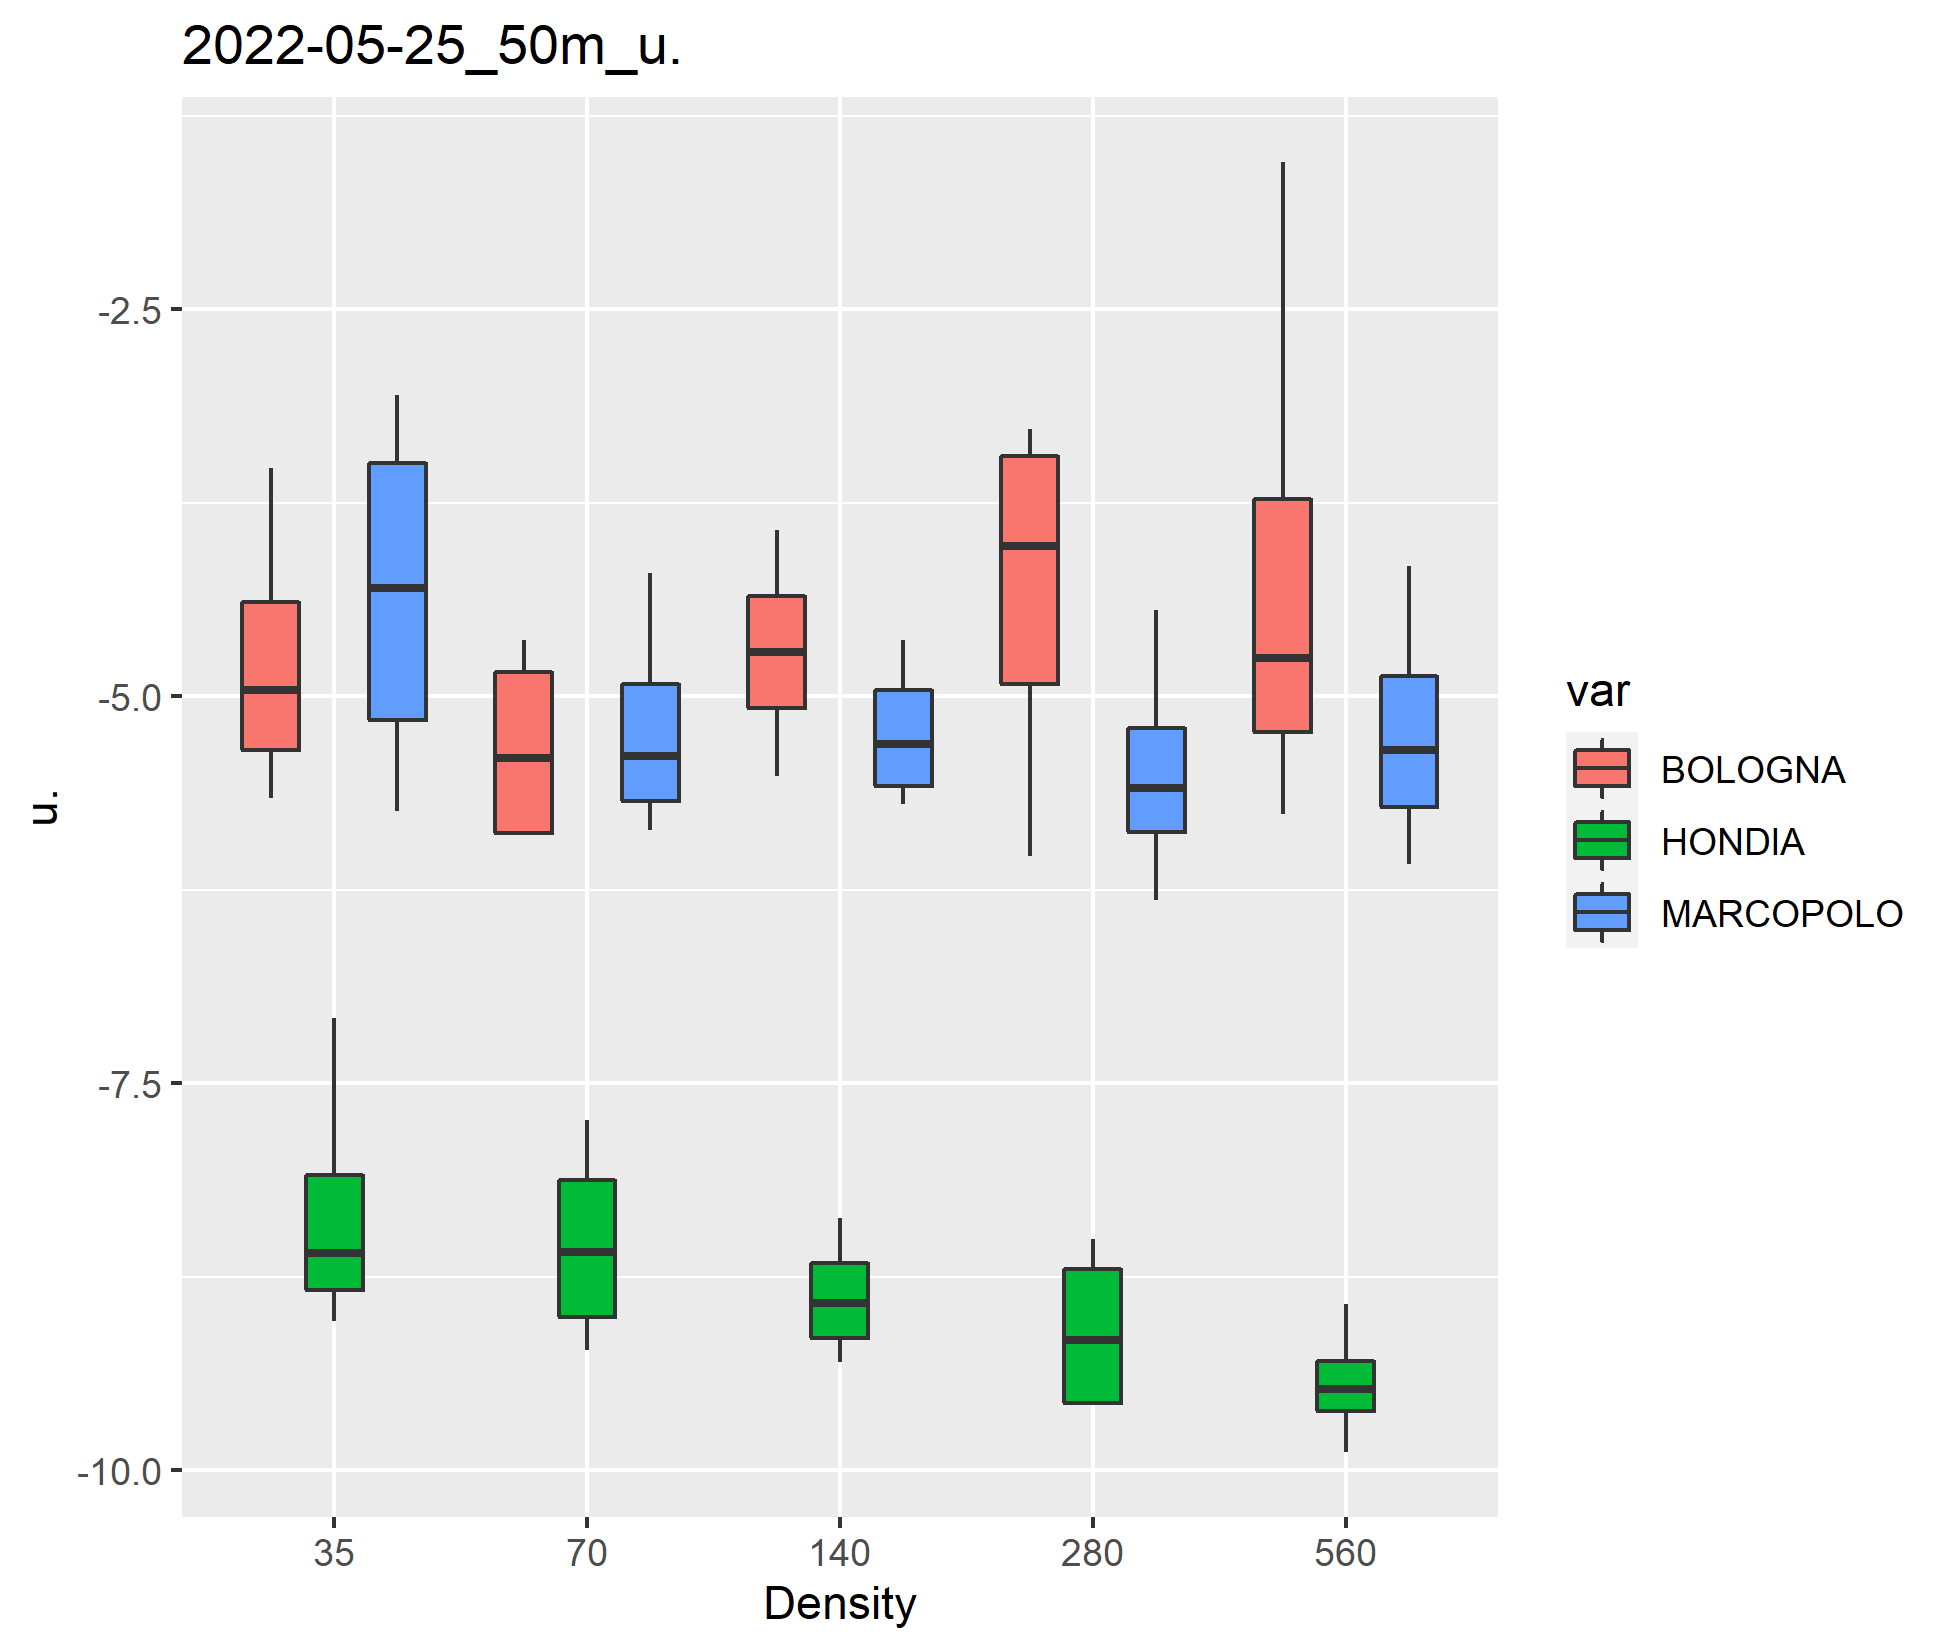 2022-05-25_50m_u.
-2.5
-5.0
-7.5
-10.0
u.
35 70 140 280 560
Density
var
BOLOGNA
HONDIA
MARCOPOLO